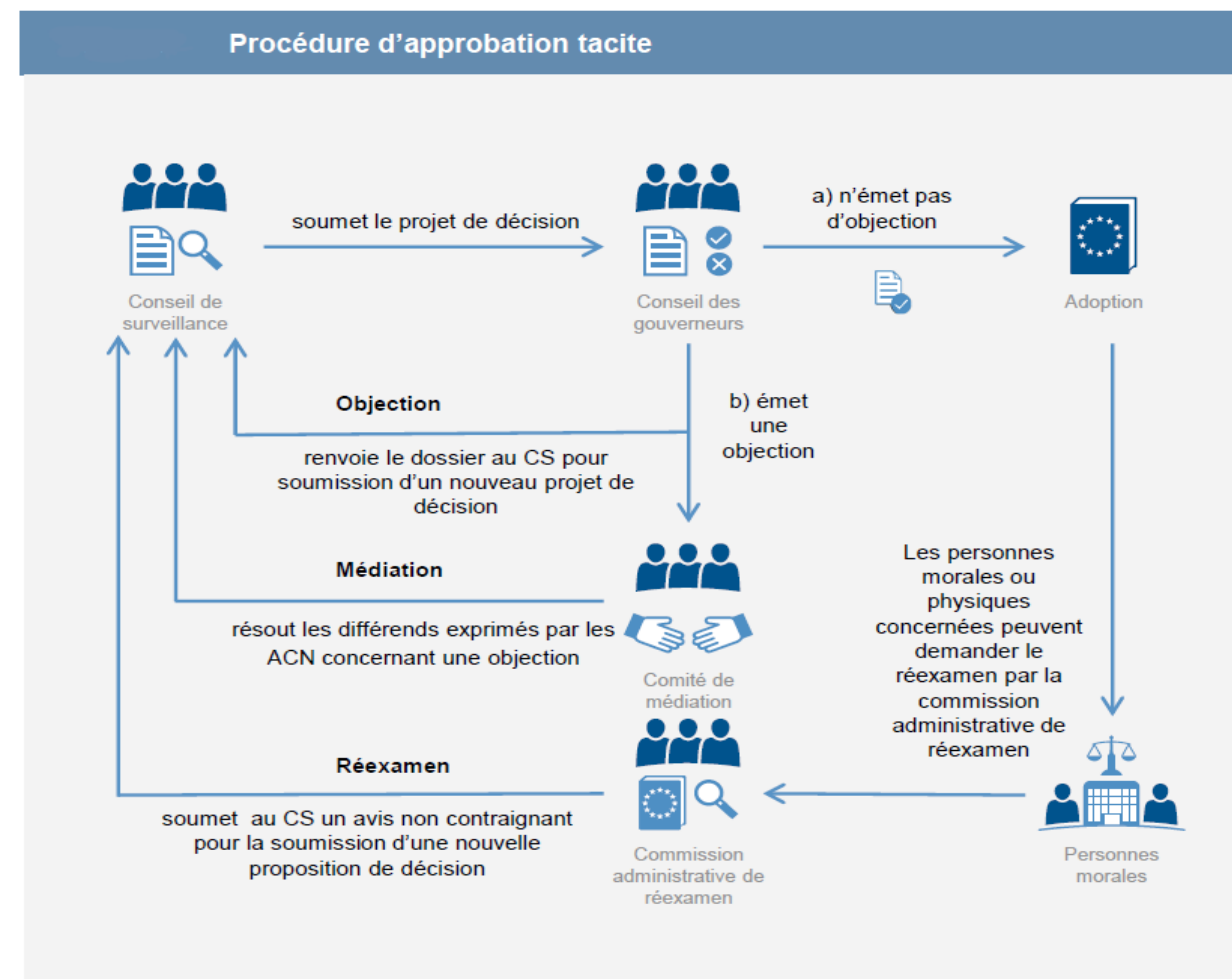 Procédure d'approbation tacite
soumet le projet de décision
a) n'émet pas
d'objection
Conseil de
surveillance
Conseil des
gouverneurs
Adoption
Objection
b) émet
une
objection
renvoie le dossier au CS pour
soumission d'un nouveau projet de
décision
Médiation
résout les différends exprimés par les
ACN concernant une objection
Comité de
médiation
Les personnes
morales ou
physiques
concernées peuvent
demander le
réexamen par la
commission
administrative de
réexamen
Réexamen
soumet au CS un avis non contraignant
pour la soumission d'une nouvelle
proposition de décision
Commission
administrative de
réexamen
Personnes
morales